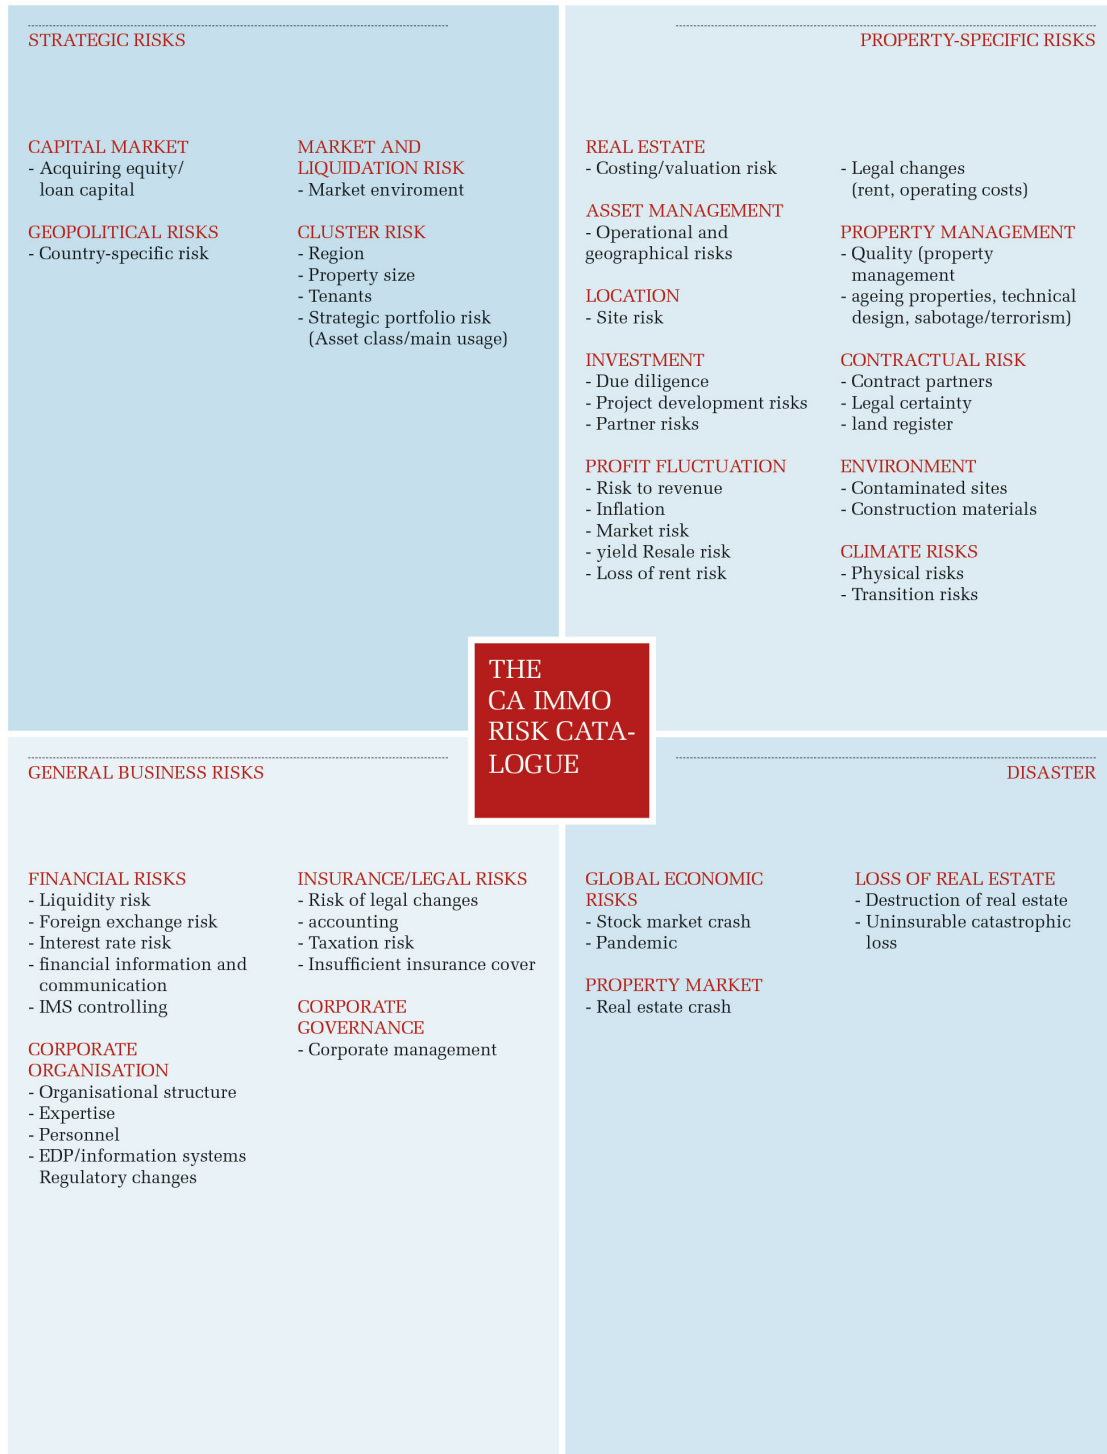 STRATEGIC RISKS
CAPITAL MARKET
- Acquiring equity/
loan capital
GEOPOLITICAL RISKS
- Country-specific risk
MARKET AND
LIQUIDATION RISK
- Market enviroment
CLUSTER RISK
- Region
- Property size
- Tenants
- Strategic portfolio risk
(Asset class/main usage)
PROPERTY-SPECIFIC RISKS
REAL ESTATE
- Costing/valuation risk
ASSET MANAGEMENT
- Operational and
geographical risks
LOCATION
- Site risk
INVESTMENT
- Due diligence
- Project development risks
- Partner risks
PROFIT FLUCTUATION
- Risk to revenue
- Inflation
- Market risk
- yield Resale risk
- Loss of rent risk
- Legal changes
(rent, operating costs)
PROPERTY MANAGEMENT
- Quality (property
management
- ageing properties, technical
design, sabotage/terrorism)
CONTRACTUAL RISK
- Contract partners
- Legal certainty
- land register
ENVIRONMENT
- Contaminated sites
- Construction materials
CLIMATE RISKS
- Physical risks
- Transition risks
THE
CA IMMO
RISK CATA-
LOGUE
GENERAL BUSINESS RISKS
FINANCIAL RISKS
- Liquidity risk
- Foreign exchange risk
- Interest rate risk
- financial information and
communication
- IMS controlling
CORPORATE
ORGANISATION
- Organisational structure
- Expertise
- Personnel
- EDP/information systems
Regulatory changes
INSURANCE/LEGAL RISKS
- Risk of legal changes
- accounting
- Taxation risk
- Insufficient insurance cover
CORPORATE
GOVERNANCE
- Corporate management
DISASTER
GLOBAL ECONOMIC
RISKS
- Stock market crash
- Pandemic
PROPERTY MARKET
- Real estate crash
LOSS OF REAL ESTATE
- Destruction of real estate
- Uninsurable catastrophic
loss